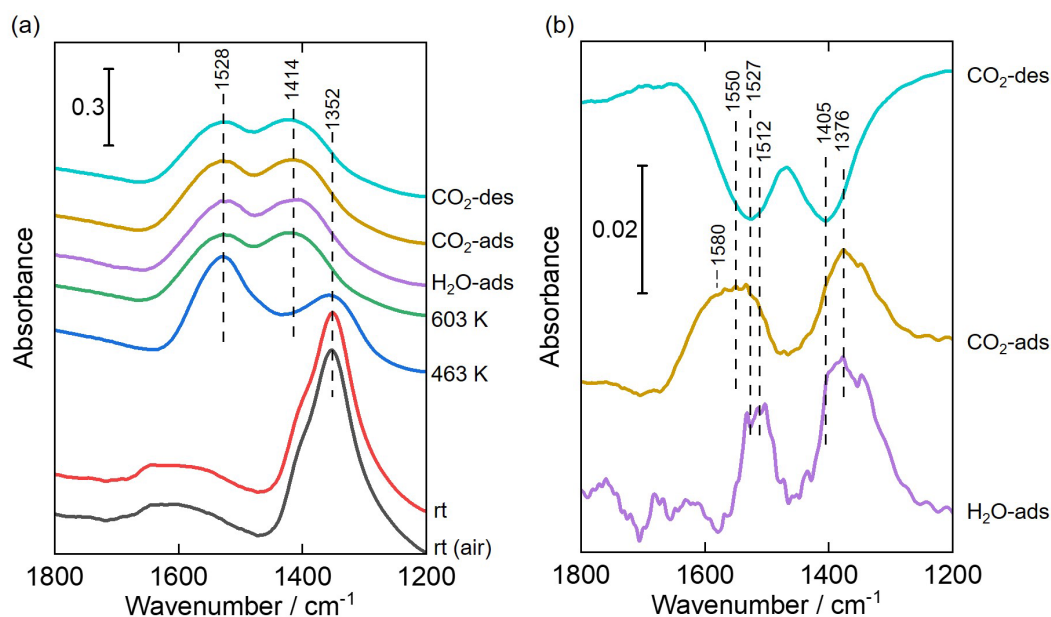 (a)
1528
1414
1352
0.3
CO₂-des
CO₂-ads
H₂O-ads
603 K
463 K
rt
rt (air)
Absorbance
1800
1600
1400
1200
Wavenumber / cm⁻¹
(b)
1550
1527
1512
1405
1376
1580
0.02
CO₂-des
CO₂-ads
H₂O-ads
Absorbance
1800
1600
1400
1200
Wavenumber / cm⁻¹